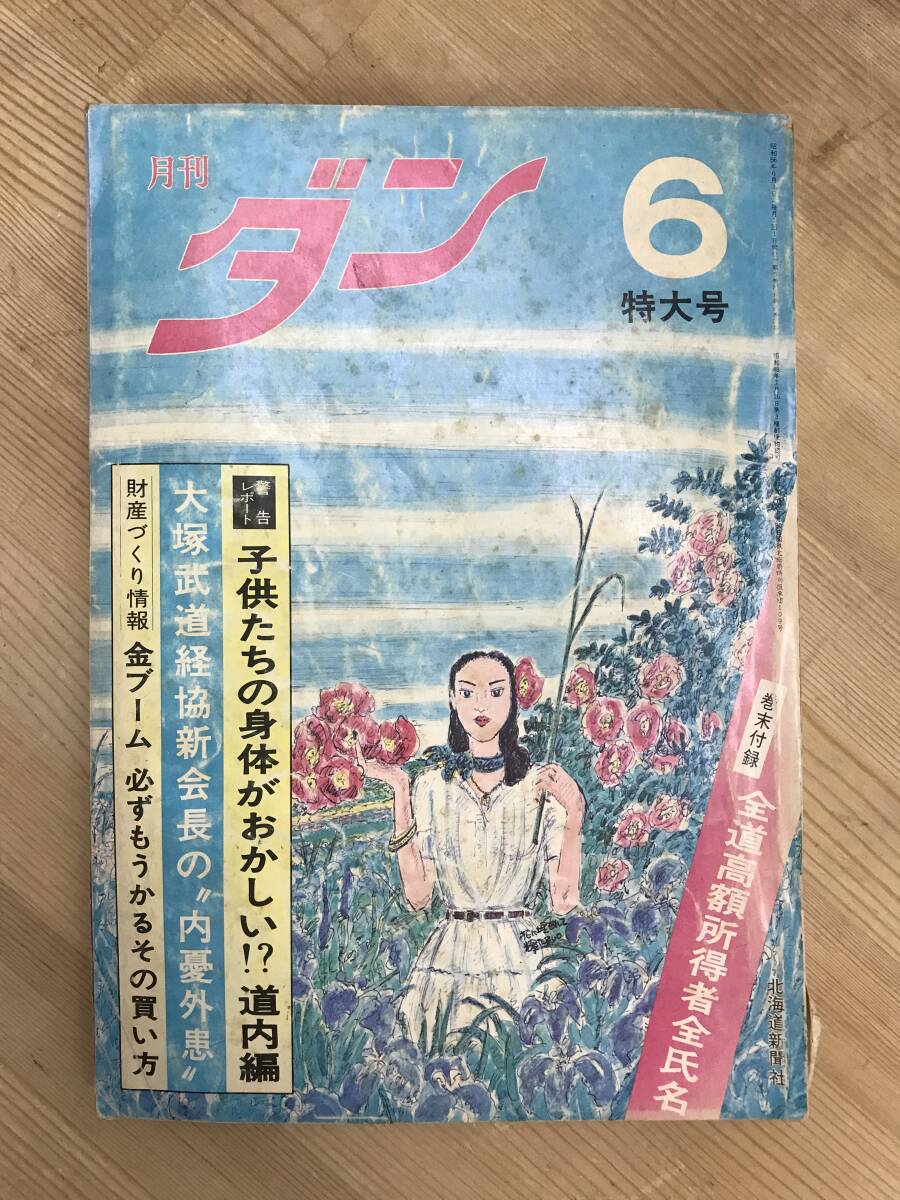 月刊
ダン
6
特大号
警告
レポート
子供たちの身体がおかしい!? 道内編
大塚武道経協新会長の〝内憂外患〟
財産づくり情報 金ブーム 必ずもうかるその買い方
巻末付録
全道高額所得者全氏名
北海道新聞社